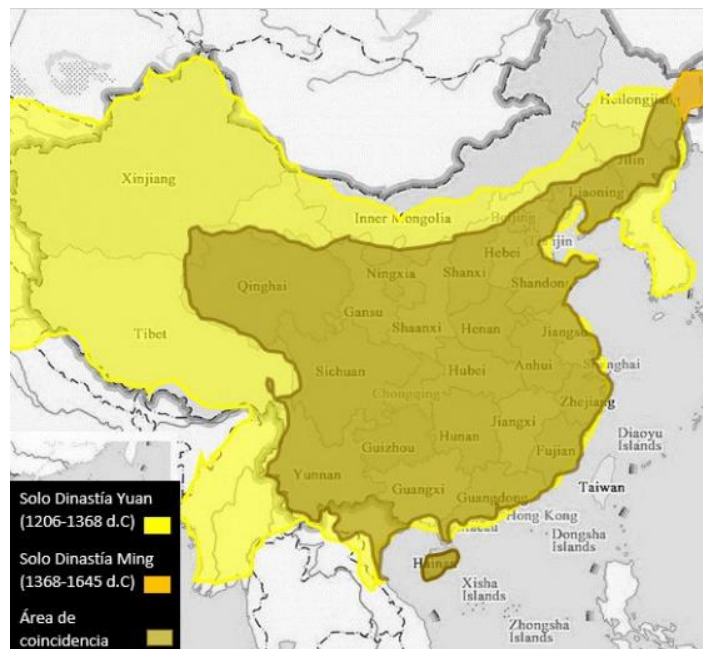 Heilongjiang
Jilin
Xinjiang
Liaoning
Inner Mongolia
Beijing
Tianjin
Hebei
Qinghai
Ningxia
Shanxi
Shandong
Gansu
Tibet
Shaanxi
Henan
Jiangsu
Sichuan
Hubei
Anhui
Shanghai
Chongqing
Zhejiang
Jiangxi
Hunan
Guizhou
Fujian
Diaoyu
Islands
Yunnan
Guangxi
Guangdong
Taiwan
Hong Kong
Macau
Dongsha
Islands
Hainan
Xisha
Islands
Zhongsha
Islands
Solo Dinastía Yuan
(1206-1368 d.C)
Solo Dinastía Ming
(1368-1645 d.C)
Área de
coincidencia